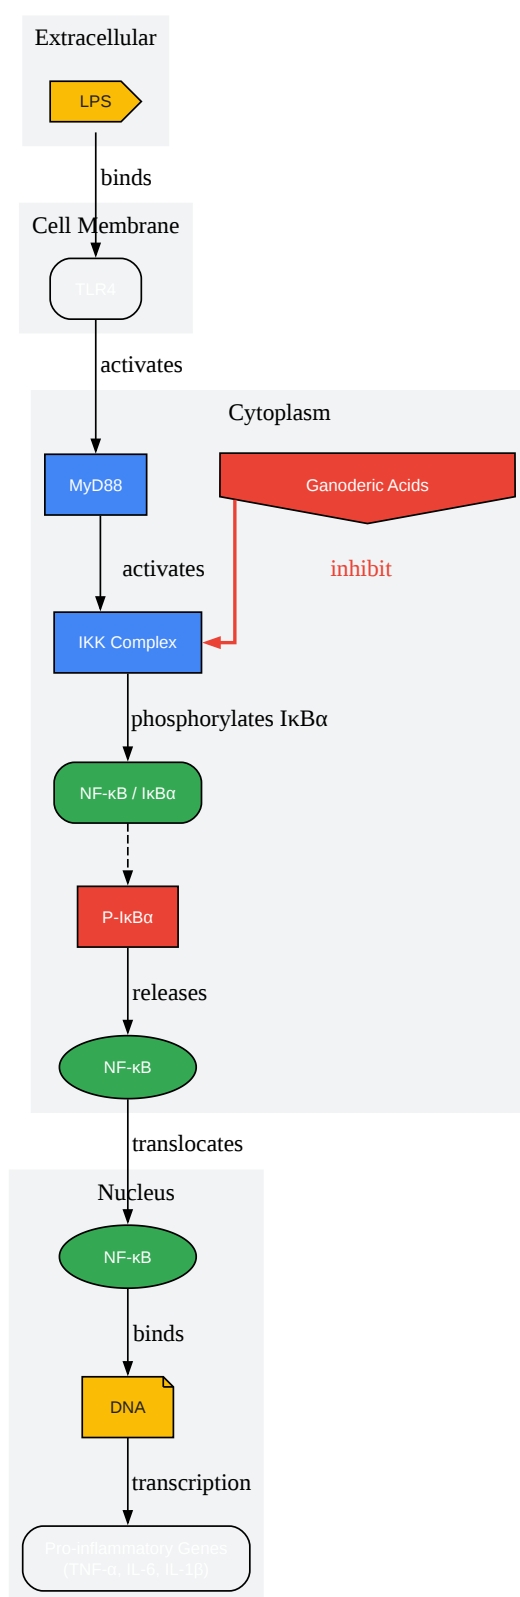 Extracellular
LPS
binds
Cell Membrane
TLR4
activates
Cytoplasm
MyD88
Ganoderic Acids
activates
inhibit
IKK Complex
phosphorylates IκBα
NF-κB / IκBα
P-IκBα
releases
NF-κB
translocates
Nucleus
NF-κB
binds
DNA
transcription
Pro-inflammatory Genes
(TNF-α, IL-6, IL-1β)